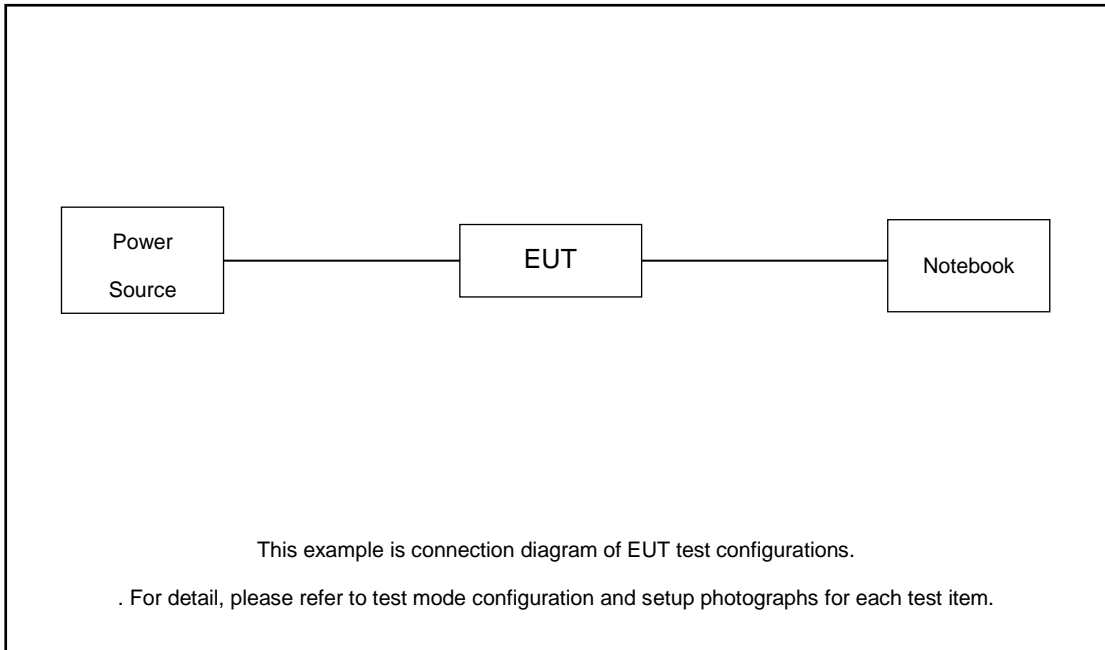 Power
Source
EUT
Notebook
This example is connection diagram of EUT test configurations.
. For detail, please refer to test mode configuration and setup photographs for each test item.